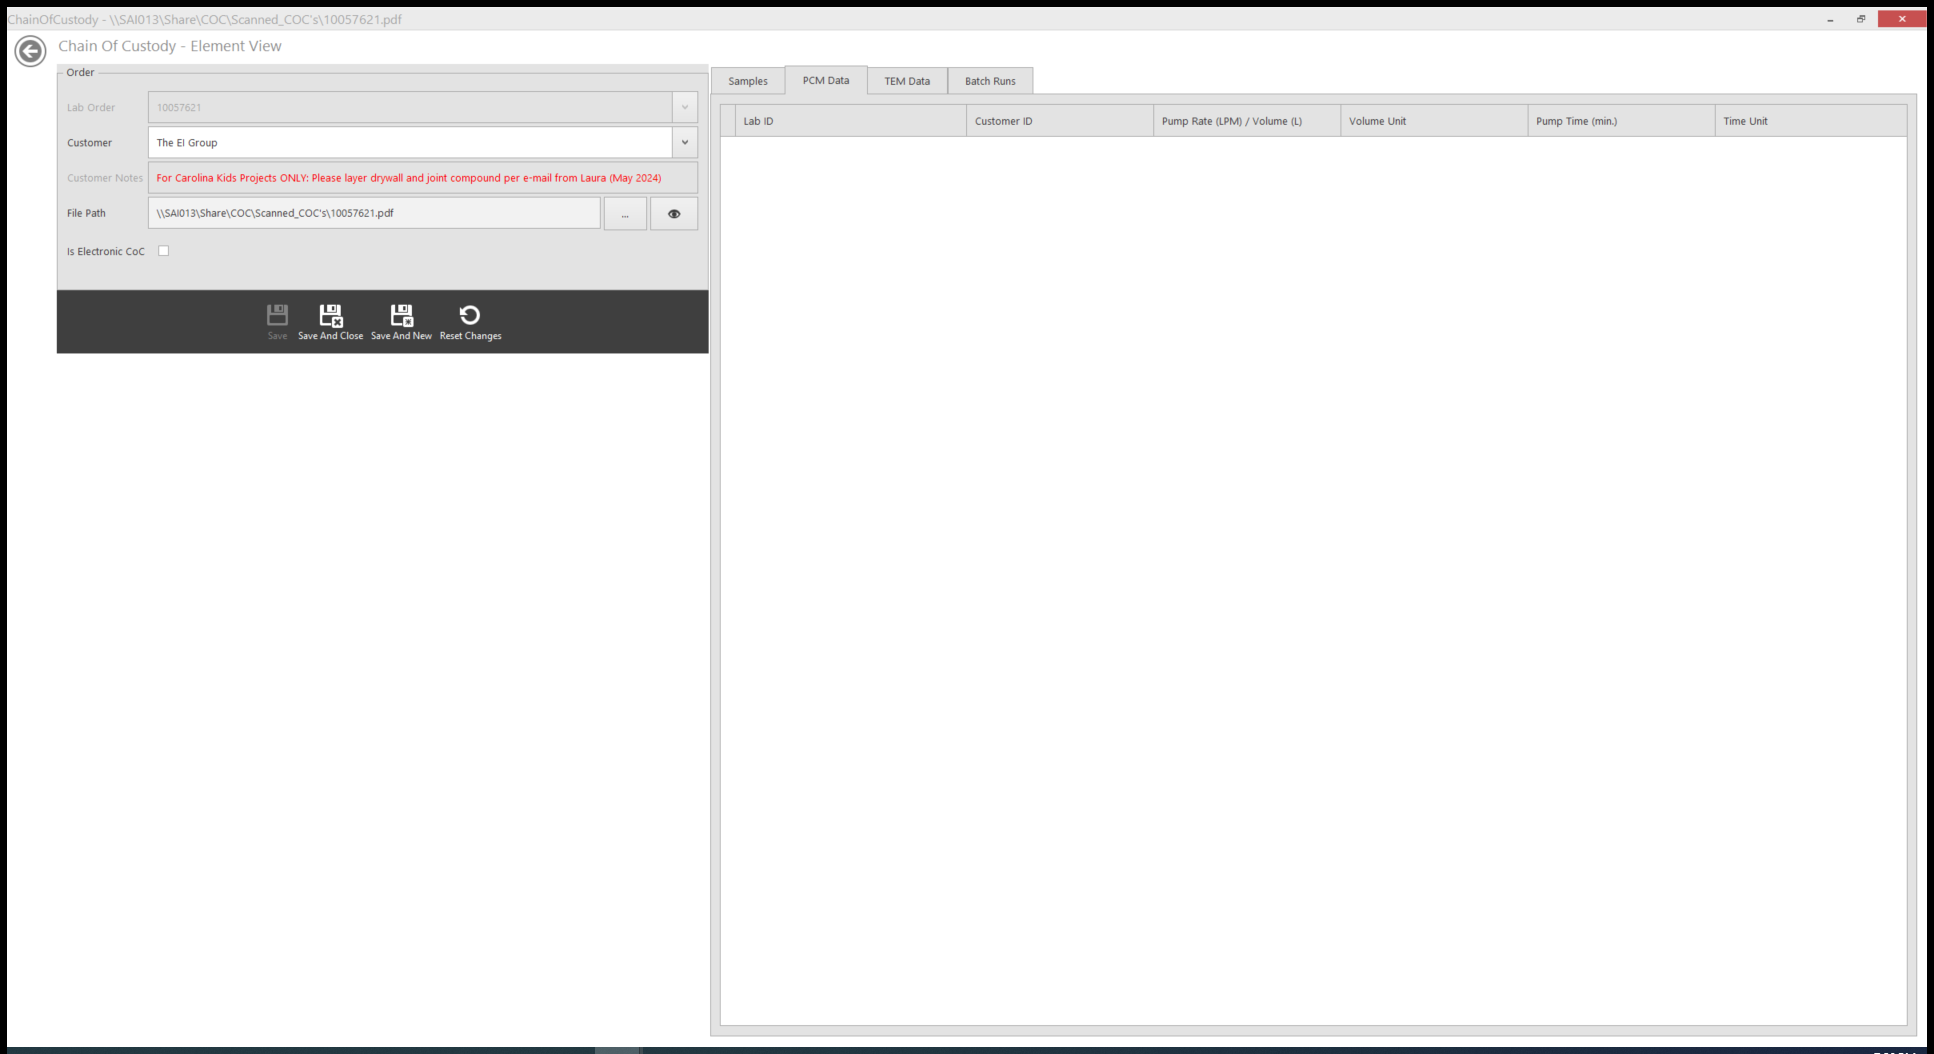 ChainOfCustody - \\SAI013\Share\COC\Scanned_COC's\10057621.pdf
Chain Of Custody - Element View
Order
Lab Order 10057621
Customer The EI Group
Customer Notes For Carolina Kids Projects ONLY: Please layer drywall and joint compound per e-mail from Laura (May 2024)
File Path \\SAI013\Share\COC\Scanned_COC's\10057621.pdf ...
Is Electronic CoC
Save Save And Close Save And New Reset Changes
Samples PCM Data TEM Data Batch Runs
Lab ID Customer ID Pump Rate (LPM) / Volume (L) Volume Unit Pump Time (min.) Time Unit